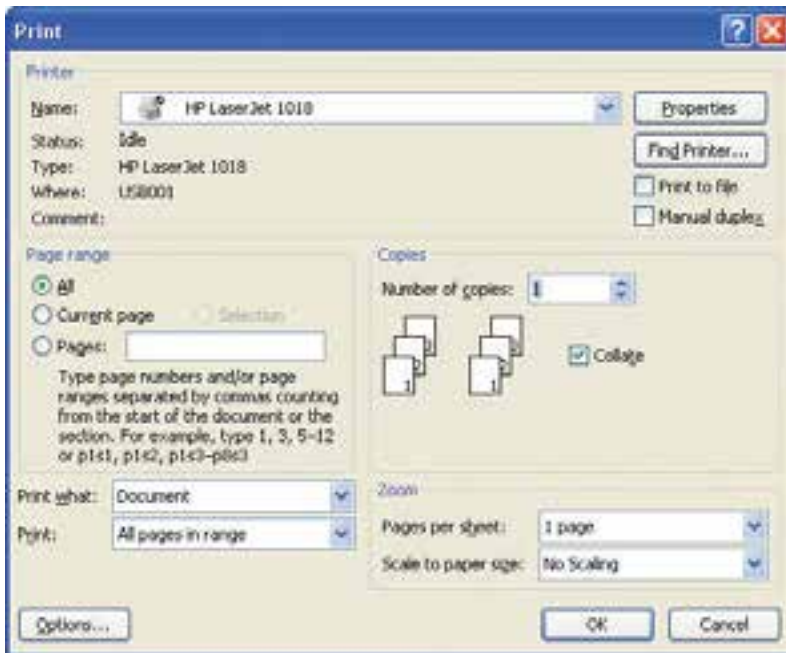 Print
Printer
Name: HP LaserJet 1018
Properties
Status: Idle
Find Printer...
Type: HP LaserJet 1018
Where: USB001
Print to file
Comment:
Manual duplex
Page range
All
Current page Selection
Pages:
Type page numbers and/or page
ranges separated by commas counting
from the start of the document or the
section. For example, type 1, 3, 5–12
or p1s1, p1s2, p1s3–p8s3
Copies
Number of copies: 1
1 1
Collate
Print what: Document
Print: All pages in range
Zoom
Pages per sheet: 1 page
Scale to paper size: No Scaling
Options...
OK
Cancel